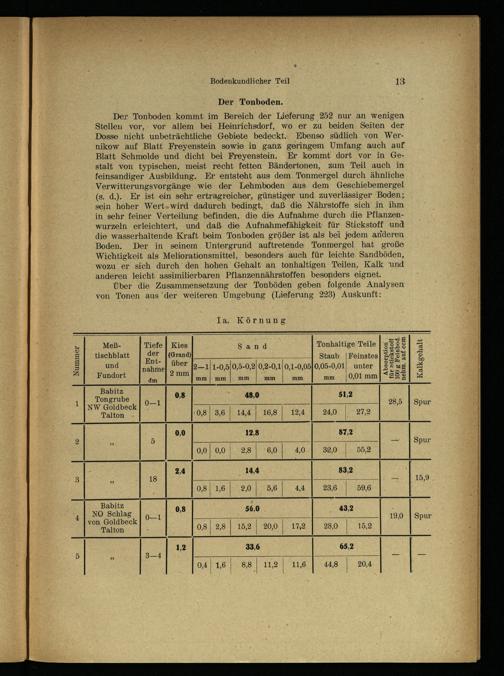 Bodenkundlicher Teil 13
Der Tonboden.
Der Tonboden kommt im Bereich der Lieferung 252 nur an wenigen
Stellen vor, vor allem bei Heinrichsdorf, wo er zu beiden Seiten der
Dosse nicht unbeträchtliche Gebiete bedeckt. Ebenso südlich von Wer-
nikow auf Blatt Freyenstein sowie in ganz geringem Umfang auch auf
Blatt Schmolde und dicht bei Freyenstein. Er kommt dort vor in Ge-
stalt von typischen, meist recht fetten Bändertonen, zum Teil auch in
feinsandiger Ausbildung. Er entsteht aus dem Tonmergel durch ähnliche
Verwitterungsvorgänge wie der Lehmboden aus dem Geschiebemergel
(s. d.). Er ist ein sehr ertragreicher, günstiger und zuverlässiger Boden;
sein hoher Wert wird dadurch bedingt, daß die Nährstoffe sich in ihm
in sehr feiner Verteilung befinden, die die Aufnahme durch die Pflanzen-
wurzeln erleichtert, und daß die Aufnahmefähigkeit für Stickstoff und
die wasserhaltende Kraft beim Tonboden größer ist als bei jedem anderen
Boden. Der in seinem Untergrund auftretende Tonmergel hat große
Wichtigkeit als Meliorationsmittel, besonders auch für leichte Sandböden,
wozu er sich durch den hohen Gehalt an tonhaltigen Teilen, Kalk und
anderen leicht assimilierbaren Pflanzennährstoffen besonders eignet.
Über die Zusammensetzung der Tonböden geben folgende Analysen
von Tonen aus der weiteren Umgebung (Lieferung 223) Auskunft:
Ia. Körnung
Nummer
Meß-
tischblatt
und
Fundort
Tiefe
der
Ent-
nahme
dm
Kies
(Grand)
über
2 mm
Sand
2—1 mm 1-0,5 mm 0,5-0,2 mm 0,2-0,1 mm 0,1-0,05 mm
Tonhaltige Teile
Staub 0,05-0,01 mm
Feinstes unter 0,01 mm
Absorption
für Stickstoff
100 g Feinbod.
nehm. auf ccm
Kalkgehalt
1 Babitz Tongrube NW Goldbeck Talton 0—1 0,8 48,0 51,2 28,5 Spur
0,8 3,6 14,4 16,8 12,4 24,0 27,2
2 „ 5 0,0 12,8 87,2 — Spur
0,0 0,0 2,8 6,0 4,0 32,0 55,2
3 „ 18 2,4 14,4 83,2 — 15,9
0,8 1,6 2,0 5,6 4,4 23,6 59,6
4 Babitz NO Schlag von Goldbeck Talton 0—1 0,8 56,0 43,2 19,0 Spur
0,8 2,8 15,2 20,0 17,2 28,0 15,2
5 „ 3—4 1,2 33,6 65,2 — —
0,4 1,6 8,8 11,2 11,6 44,8 20,4